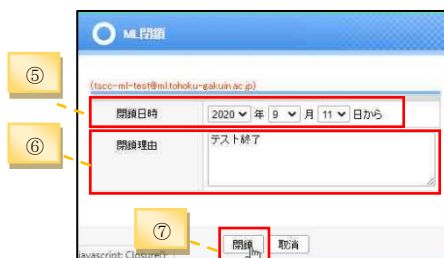 ML閉鎖
(tscc-ml-test@ml.tohoku-gakuin.ac.jp)
⑤
閉鎖日時 2020 年 9 月 11 日から
⑥
閉鎖理由 テスト終了
⑦
閉鎖 取消
javascript: Closure()